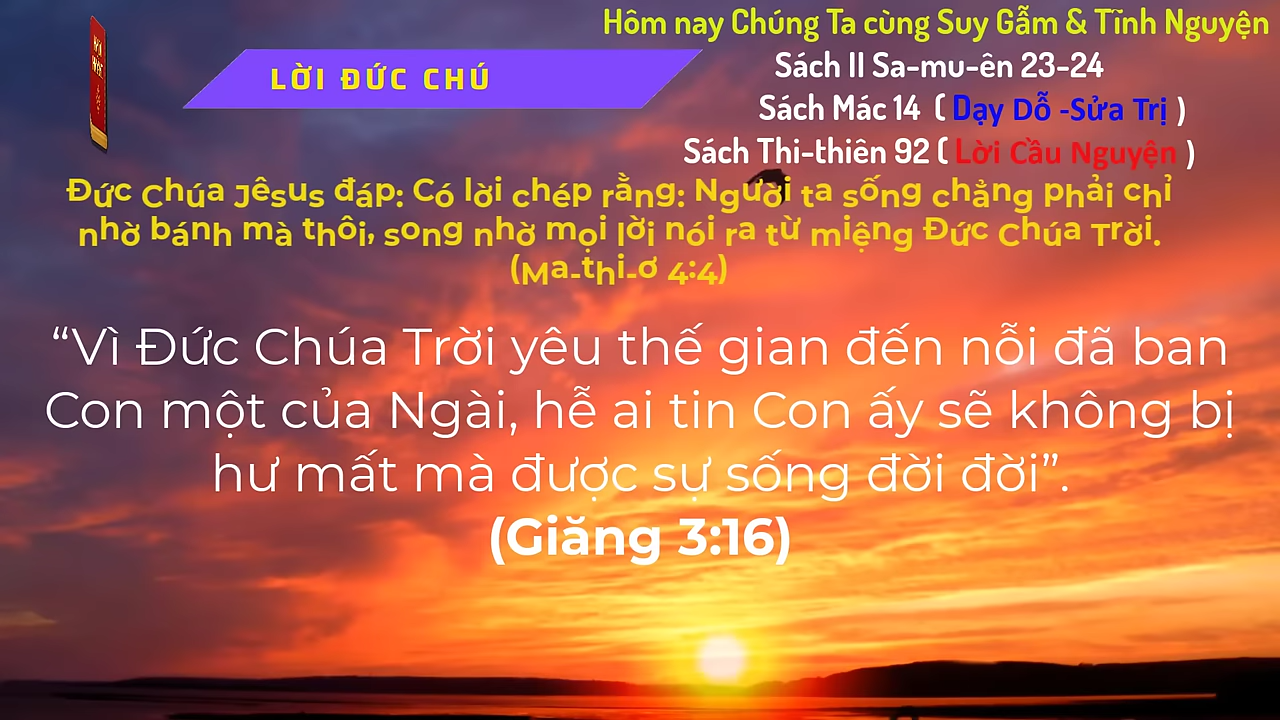 Hôm nay Chúng Ta cùng Suy Gẫm & Tĩnh Nguyện
Sách II Sa-mu-ên 23-24
Sách Mác 14 ( Dạy Dỗ -Sửa Trị )
Sách Thi-thiên 92 ( Lời Cầu Nguyện )
LỜI ĐỨC CHÚ
Đức Chúa Jêsus đáp: Có lời chép rằng: Người ta sống chẳng phải chỉ
nhờ bánh mà thôi, song nhờ mọi lời nói ra từ miệng Đức Chúa Trời.
(Ma-thi-ơ 4:4)
“Vì Đức Chúa Trời yêu thế gian đến nỗi đã ban
Con một của Ngài, hễ ai tin Con ấy sẽ không bị
hư mất mà được sự sống đời đời”.
(Giăng 3:16)